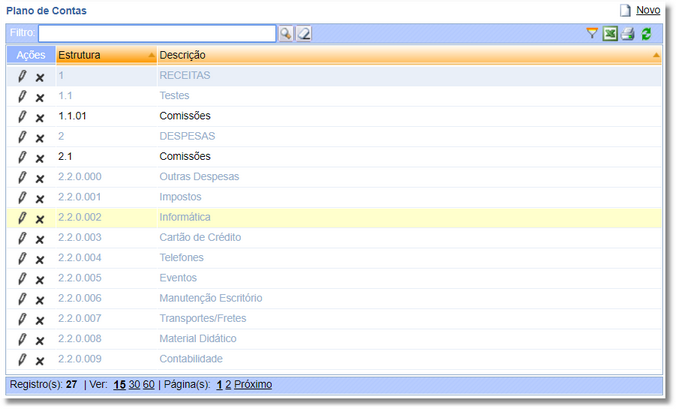 Plano de Contas Novo
Filtro:
Ações Estrutura Descrição
1 RECEITAS
1.1 Testes
1.1.01 Comissões
2 DESPESAS
2.1 Comissões
2.2.0.000 Outras Despesas
2.2.0.001 Impostos
2.2.0.002 Informática
2.2.0.003 Cartão de Crédito
2.2.0.004 Telefones
2.2.0.005 Eventos
2.2.0.006 Manutenção Escritório
2.2.0.007 Transportes/Fretes
2.2.0.008 Material Didático
2.2.0.009 Contabilidade
Registro(s): 27 | Ver: 15 30 60 | Página(s): 1 2 Próximo